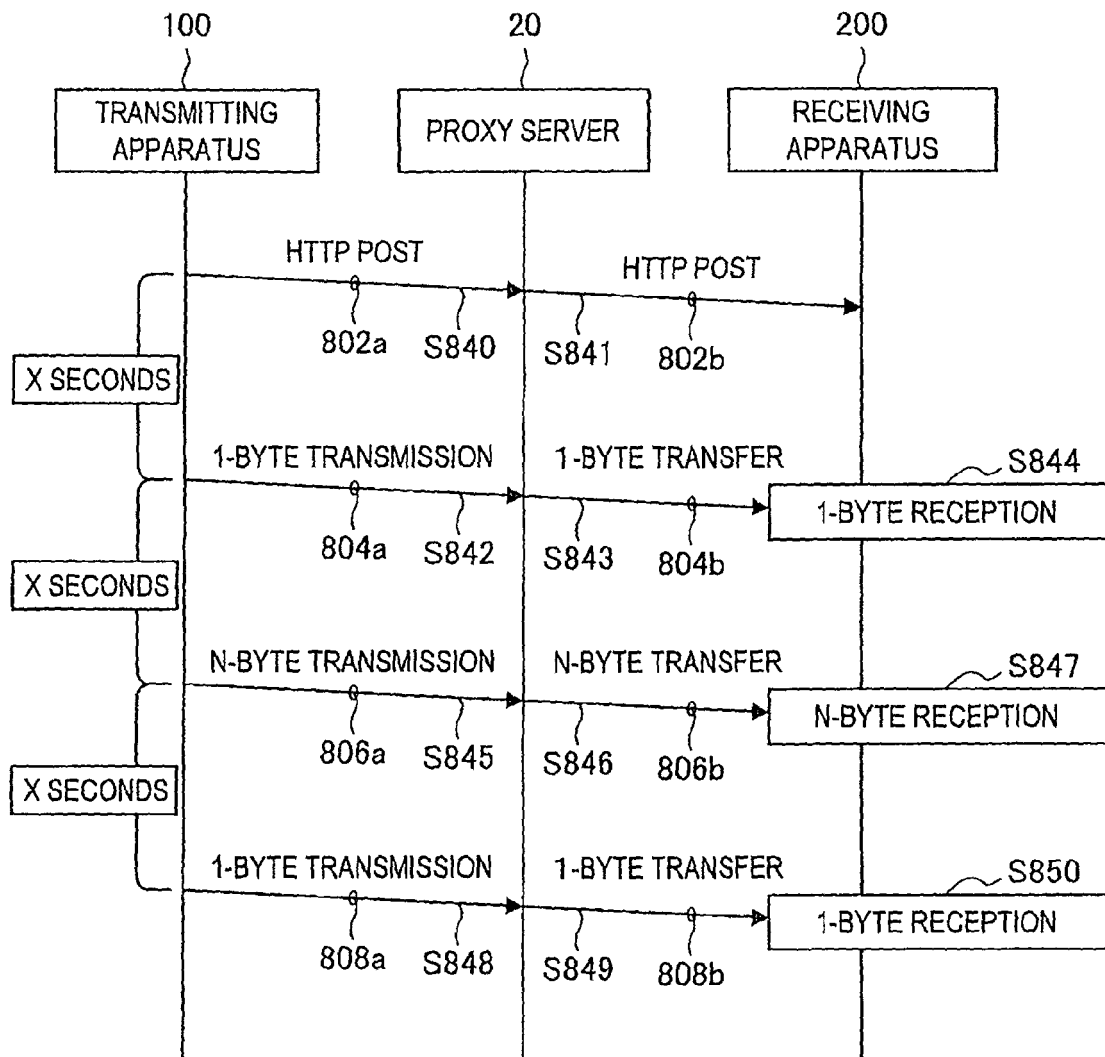 100 20 200
TRANSMITTING
APPARATUS
PROXY SERVER
RECEIVING
APPARATUS
HTTP POST
HTTP POST
802a S840 S841 802b
X SECONDS
1-BYTE TRANSMISSION 1-BYTE TRANSFER
S844
1-BYTE RECEPTION
804a S842 S843 804b
X SECONDS
N-BYTE TRANSMISSION N-BYTE TRANSFER
S847
N-BYTE RECEPTION
806a S845 S846 806b
X SECONDS
1-BYTE TRANSMISSION 1-BYTE TRANSFER
S850
1-BYTE RECEPTION
808a S848 S849 808b